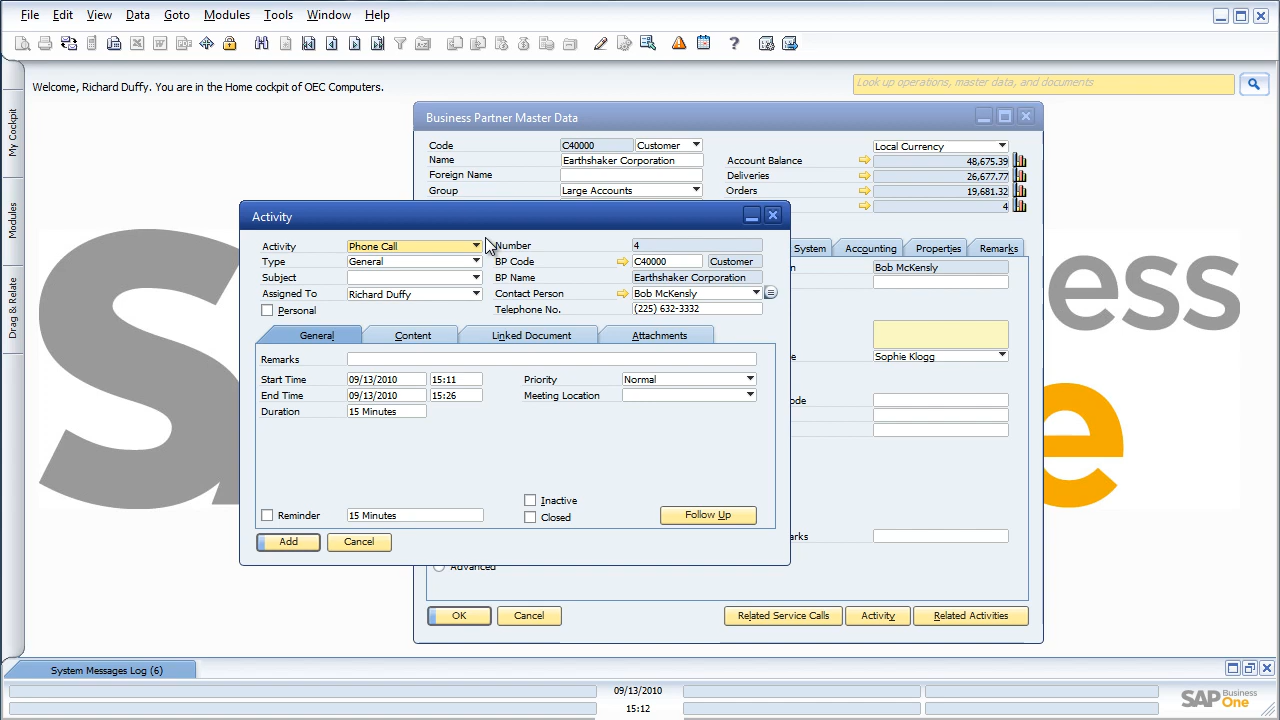 File Edit View Data Goto Modules Tools Window Help
Welcome, Richard Duffy. You are in the Home cockpit of OEC Computers
Look up operations, master data, and documents
My Cockpit
Modules
Drag & Relate
Business Partner Master Data
Code C40000 Customer Local Currency
Name Earthshaker Corporation Account Balance 48,675.39
Foreign Name Deliveries 26,677.77
Group Large Accounts Orders 19,681.32
4
System Accounting Properties Remarks
Bob McKensly
Sophie Klogg
ode
arks
Advanced
OK Cancel Related Service Calls Activity Related Activities
Activity
Activity Phone Call Number 4
Type General BP Code C40000 Customer
Subject BP Name Earthshaker Corporation
Assigned To Richard Duffy Contact Person Bob McKensly
Personal Telephone No. (225) 632-3332
General Content Linked Document Attachments
Remarks
Start Time 09/13/2010 15:11 Priority Normal
End Time 09/13/2010 15:26 Meeting Location
Duration 15 Minutes
Inactive
Reminder 15 Minutes Closed Follow Up
Add Cancel
ess
e
System Messages Log (6)
09/13/2010
15:12
SAP Business One